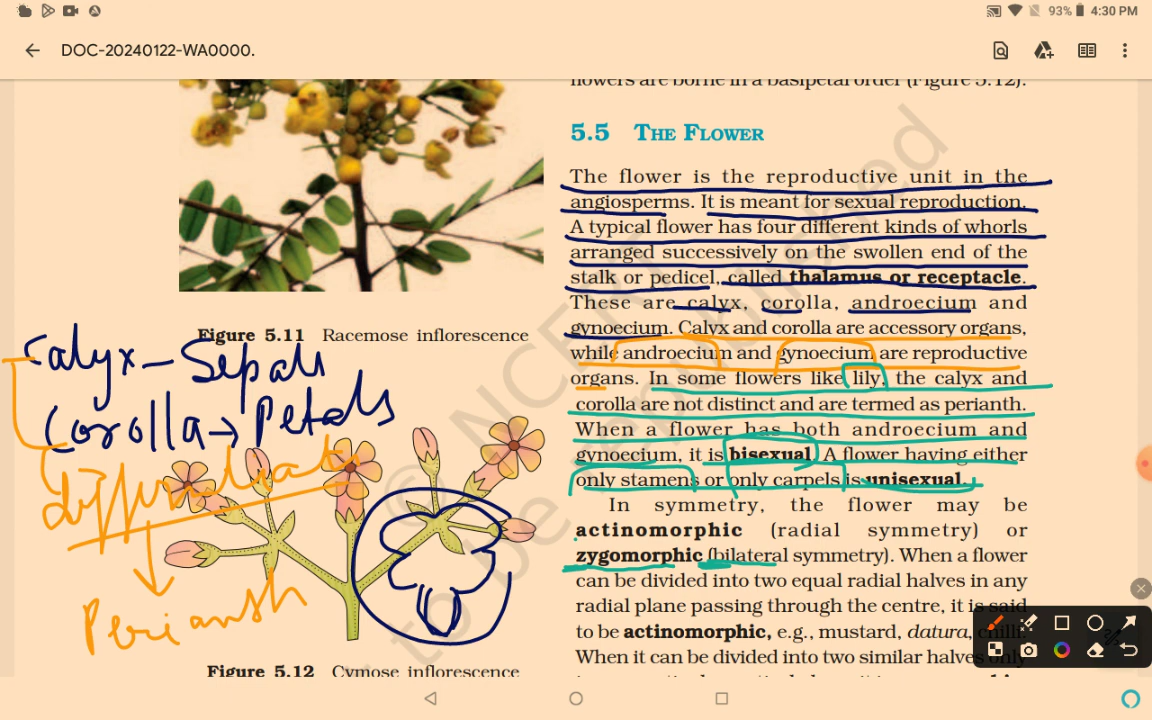 93% 4:30 PM
DOC-20240122-WA0000.
flowers are borne in a basipetal order (Figure 5.12).
5.5 THE FLOWER
The flower is the reproductive unit in the
angiosperms. It is meant for sexual reproduction.
A typical flower has four different kinds of whorls
arranged successively on the swollen end of the
stalk or pedicel, called thalamus or receptacle.
These are calyx, corolla, androecium and
gynoecium. Calyx and corolla are accessory organs,
while androecium and gynoecium are reproductive
organs. In some flowers like lily, the calyx and
corolla are not distinct and are termed as perianth.
When a flower has both androecium and
gynoecium, it is bisexual. A flower having either
only stamens or only carpels is unisexual.
In symmetry, the flower may be
actinomorphic (radial symmetry) or
zygomorphic (bilateral symmetry). When a flower
can be divided into two equal radial halves in any
radial plane passing through the centre, it is said
to be actinomorphic, e.g., mustard, datura, chilli.
When it can be divided into two similar halves only
Figure 5.11 Racemose inflorescence
Calyx - Sepals
Corolla → Petals
Perianth
Figure 5.12 Cymose inflorescence
© NCERT
to be republished